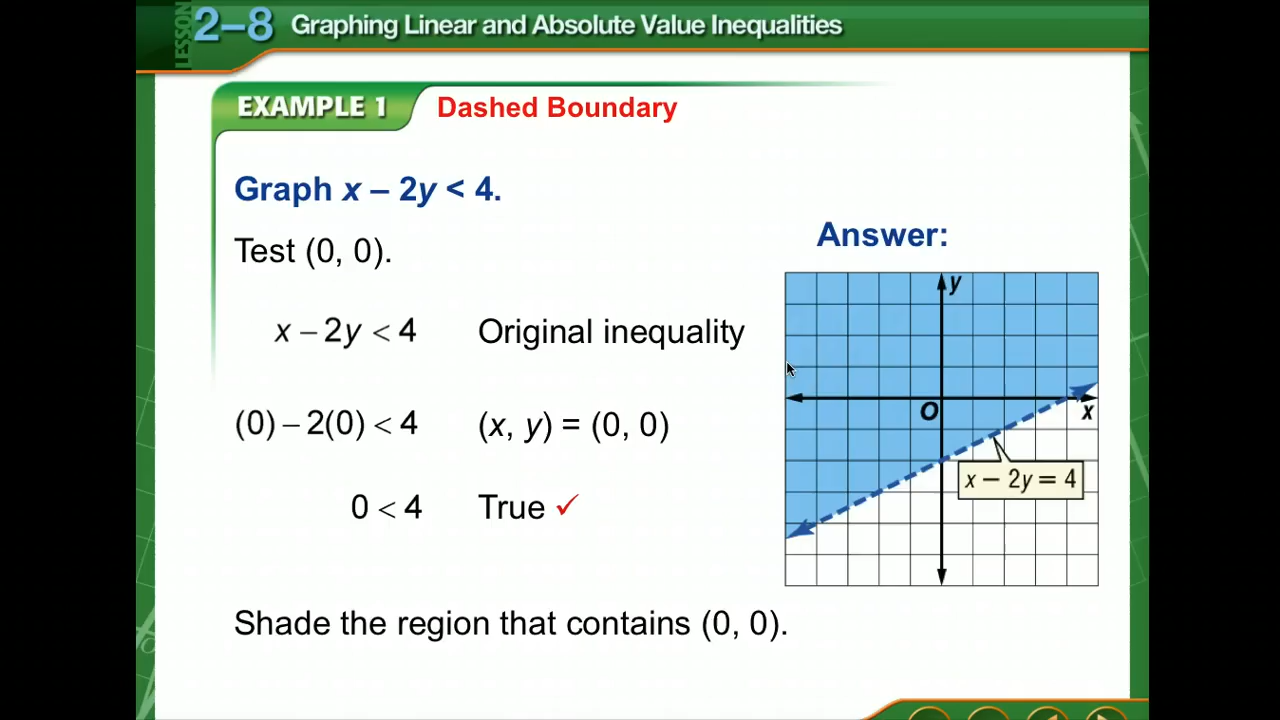 LESSON
2–8 Graphing Linear and Absolute Value Inequalities
EXAMPLE 1 Dashed Boundary
Graph x – 2y < 4.
Test (0, 0).
x – 2y < 4 Original inequality
(0) – 2(0) < 4 (x, y) = (0, 0)
0 < 4 True ✓
Shade the region that contains (0, 0).
Answer:
y
O
x
x – 2y = 4